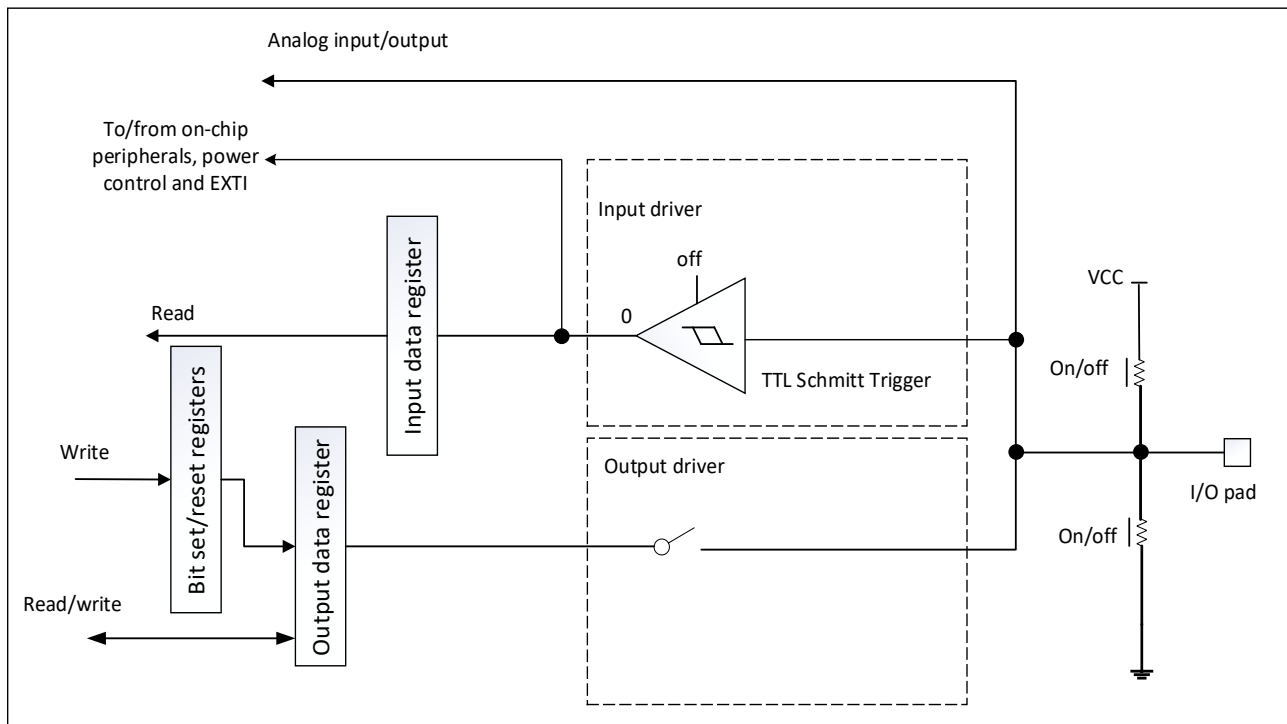 Analog input/output
To/from on-chip
peripherals, power
control and EXTI
Input driver
off
VCC
0
Read
Input data register
TTL Schmitt Trigger
On/off
Bit set/reset registers
Write
Output data register
Output driver
I/O pad
On/off
Read/write